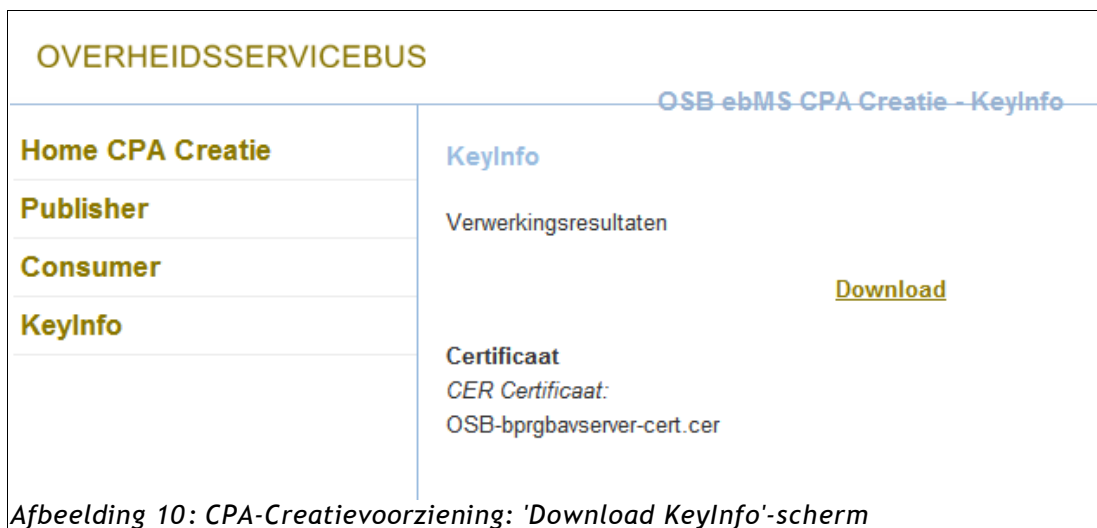 OVERHEIDSSERVICEBUS
OSB ebMS CPA Creatie - KeyInfo
Home CPA Creatie
Publisher
Consumer
KeyInfo
KeyInfo
Verwerkingsresultaten
Download
Certificaat
CER Certificaat:
OSB-bprgbavserver-cert.cer
Afbeelding 10: CPA-Creatievoorziening: 'Download KeyInfo'-scherm